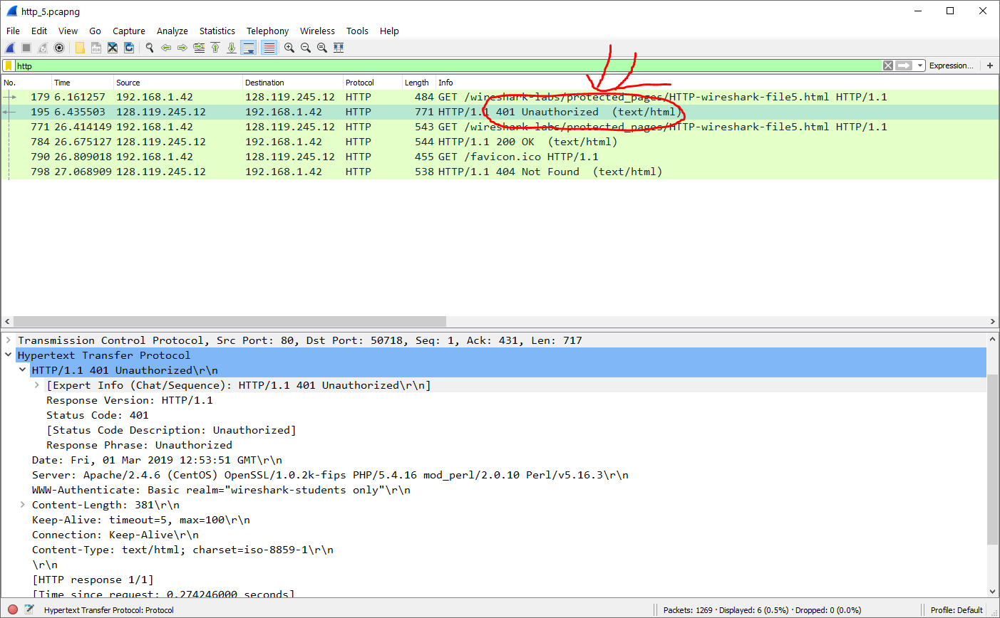 http_5.pcapng
File Edit View Go Capture Analyze Statistics Telephony Wireless Tools Help
http Expression... +
No. Time Source Destination Protocol Length Info
179 6.161257 192.168.1.42 128.119.245.12 HTTP 484 GET /wireshark-labs/protected_pages/HTTP-wireshark-file5.html HTTP/1.1
195 6.435503 128.119.245.12 192.168.1.42 HTTP 771 HTTP/1.1 401 Unauthorized (text/html)
771 26.414149 192.168.1.42 128.119.245.12 HTTP 543 GET /wireshark-labs/protected_pages/HTTP-wireshark-file5.html HTTP/1.1
784 26.675127 128.119.245.12 192.168.1.42 HTTP 544 HTTP/1.1 200 OK (text/html)
790 26.809018 192.168.1.42 128.119.245.12 HTTP 455 GET /favicon.ico HTTP/1.1
798 27.068909 128.119.245.12 192.168.1.42 HTTP 538 HTTP/1.1 404 Not Found (text/html)
Transmission Control Protocol, Src Port: 80, Dst Port: 50718, Seq: 1, Ack: 431, Len: 717
Hypertext Transfer Protocol
HTTP/1.1 401 Unauthorized\r\n
[Expert Info (Chat/Sequence): HTTP/1.1 401 Unauthorized\r\n]
Response Version: HTTP/1.1
Status Code: 401
[Status Code Description: Unauthorized]
Response Phrase: Unauthorized
Date: Fri, 01 Mar 2019 12:53:51 GMT\r\n
Server: Apache/2.4.6 (CentOS) OpenSSL/1.0.2k-fips PHP/5.4.16 mod_perl/2.0.10 Perl/v5.16.3\r\n
WWW-Authenticate: Basic realm="wireshark-students only"\r\n
Content-Length: 381\r\n
Keep-Alive: timeout=5, max=100\r\n
Connection: Keep-Alive\r\n
Content-Type: text/html; charset=iso-8859-1\r\n
\r\n
[HTTP response 1/1]
[Time since request: 0.274246000 seconds]
Hypertext Transfer Protocol: Protocol Packets: 1269 · Displayed: 6 (0.5%) · Dropped: 0 (0.0%) Profile: Default